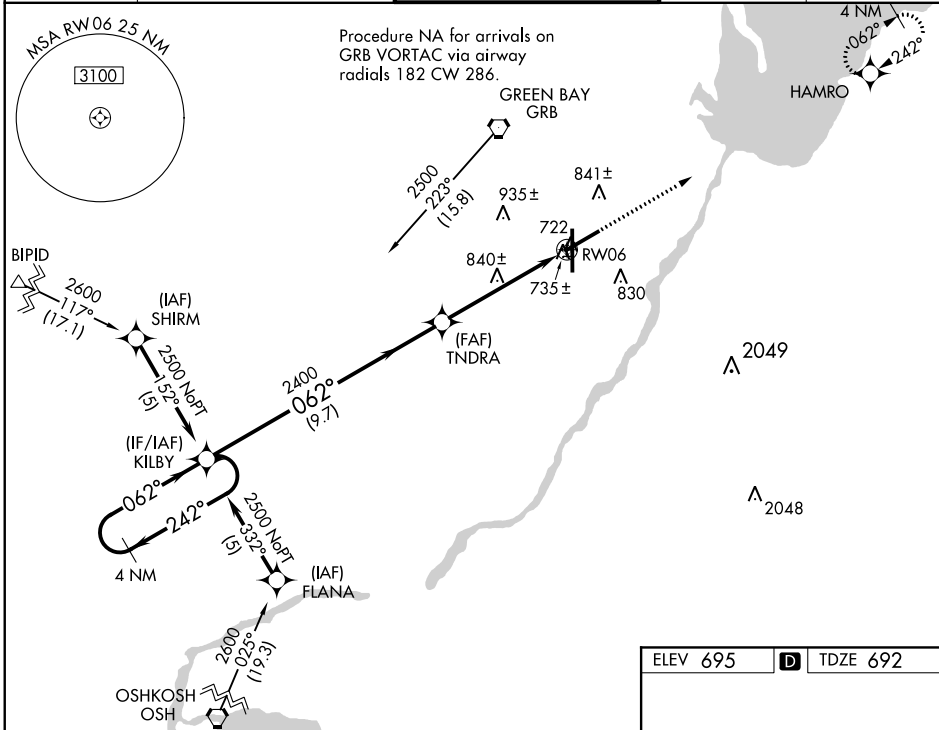 MSA RW 06 25 NM
3100
Procedure NA for arrivals on
GRB VORTAC via airway
radials 182 CW 286.
4 NM
062°
242°
HAMRO
GREEN BAY
GRB
2500
223°
(15.8)
935±
841±
722
RW06
840±
735±
830
BIPID
2600
117°
(17.1)
(IAF)
SHIRM
2500 NoPT
152°
(5)
(FAF)
TNDRA
2049
2400
062°
(9.7)
(IF/IAF)
KILBY
062°
242°
4 NM
2500 NoPT
332°
(5)
2048
(IAF)
FLANA
2600
025°
(19.3)
OSHKOSH
OSH
ELEV 695 D TDZE 692